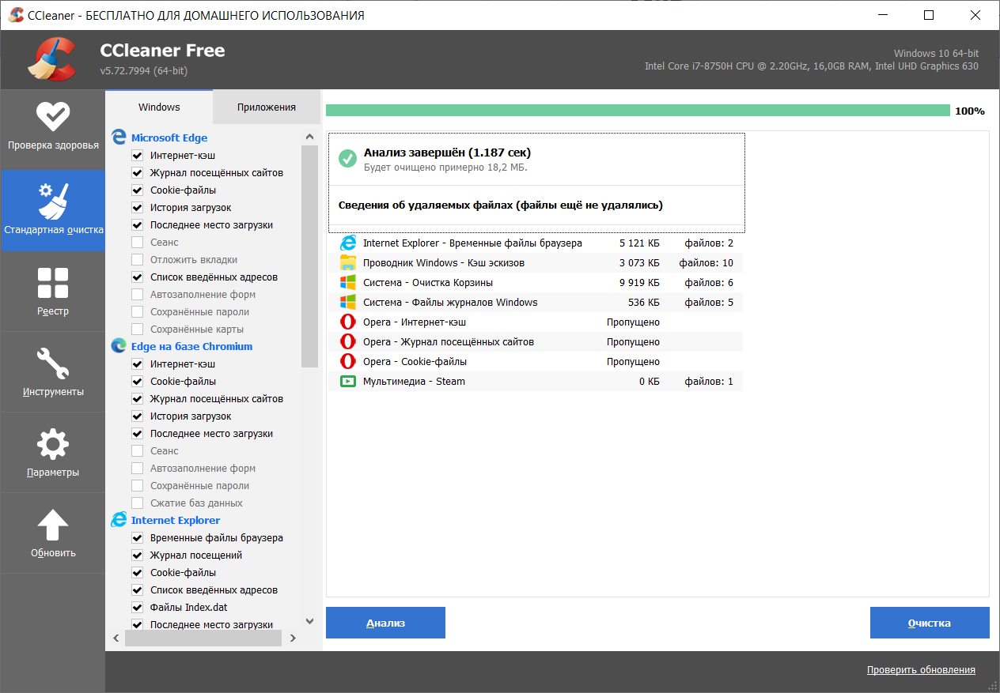 CCleaner - БЕСПЛАТНО ДЛЯ ДОМАШНЕГО ИСПОЛЬЗОВАНИЯ
CCleaner Free
v5.72.7994 (64-bit)
Windows 10 64-bit
Intel Core i7-8750H CPU @ 2.20GHz, 16,0GB RAM, Intel UHD Graphics 630
Проверка здоровья
Стандартная очистка
Реестр
Инструменты
Параметры
Обновить
Windows
Приложения
Microsoft Edge
Интернет-кэш
Журнал посещённых сайтов
Cookie-файлы
История загрузок
Последнее место загрузки
Сеанс
Отложить вкладки
Список введённых адресов
Автозаполнение форм
Сохранённые пароли
Сохранённые карты
Edge на базе Chromium
Интернет-кэш
Cookie-файлы
Журнал посещённых сайтов
История загрузок
Последнее место загрузки
Сеанс
Автозаполнение форм
Сохранённые пароли
Сжатие баз данных
Internet Explorer
Временные файлы браузера
Журнал посещений
Cookie-файлы
Список введённых адресов
Файлы Index.dat
Последнее место загрузки
100%
Анализ завершён (1.187 сек)
Будет очищено примерно 18,2 МБ.
Сведения об удаляемых файлах (файлы ещё не удалялись)
Internet Explorer - Временные файлы браузера 5 121 КБ файлов: 2
Проводник Windows - Кэш эскизов 3 073 КБ файлов: 10
Система - Очистка Корзины 9 919 КБ файлов: 6
Система - Файлы журналов Windows 536 КБ файлов: 5
Opera - Интернет-кэш Пропущено
Opera - Журнал посещённых сайтов Пропущено
Opera - Cookie-файлы Пропущено
Мультимедиа - Steam 0 КБ файлов: 1
Анализ
Очистка
Проверить обновления